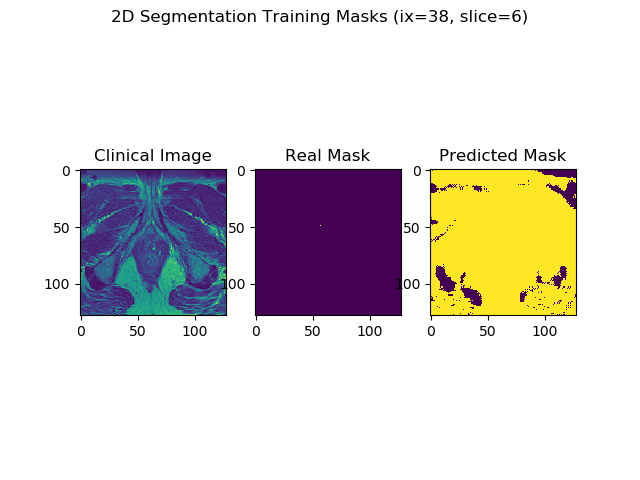 2D Segmentation Training Masks (ix=38, slice=6)
Clinical Image Real Mask Predicted Mask
0 0 0
50 50 50
100 100 100
0 50 100 0 50 100 0 50 100